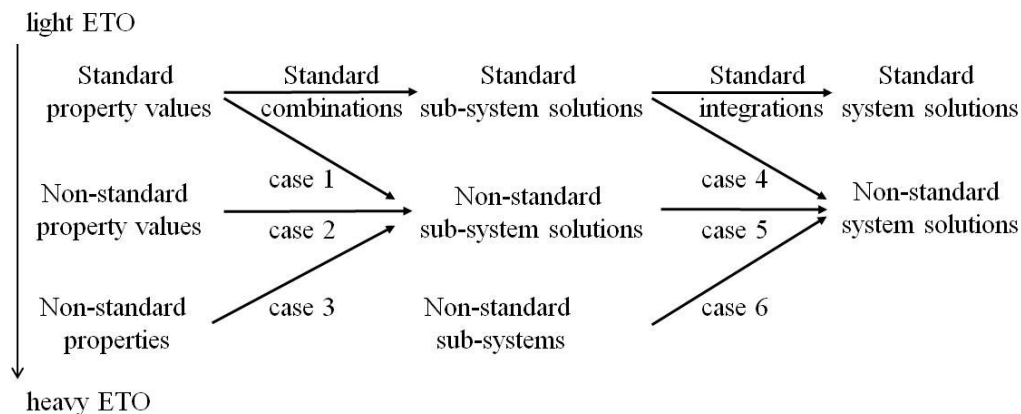 light ETO
Standard Standard Standard Standard Standard
property values combinations sub-system solutions integrations system solutions
case 1 case 4
Non-standard Non-standard Non-standard
property values case 2 sub-system solutions case 5 system solutions
Non-standard case 3 Non-standard case 6
properties sub-systems
heavy ETO